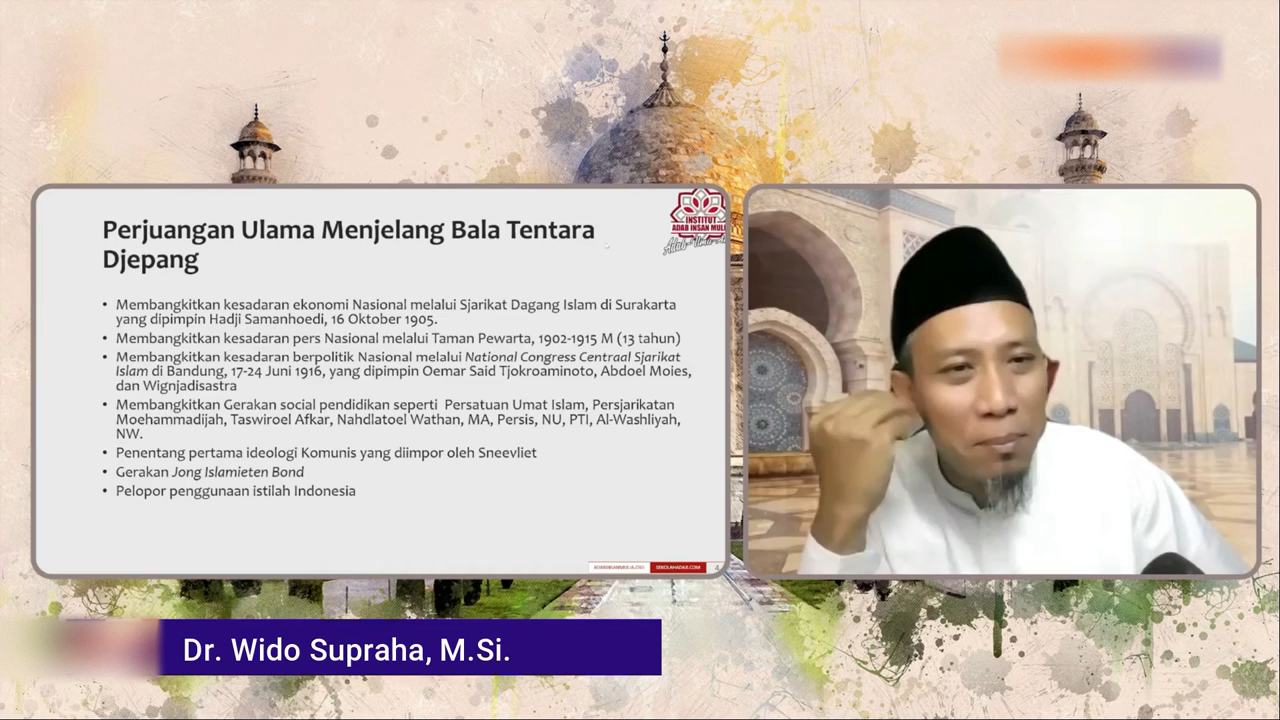 Perjuangan Ulama Menjelang Bala Tentara
Djepang
INSTITUT
ADAB INSAN MULI
• Membangkitkan kesadaran ekonomi Nasional melalui Sjarikat Dagang Islam di Surakarta
yang dipimpin Hadji Samanhoedi, 16 Oktober 1905.
• Membangkitkan kesadaran pers Nasional melalui Taman Pewarta, 1902-1915 M (13 tahun)
• Membangkitkan kesadaran berpolitik Nasional melalui National Congress Centraal Sjarikat
Islam di Bandung, 17-24 Juni 1916, yang dipimpin Oemar Said Tjokroaminoto, Abdoel Moies,
dan Wignjadisastra
• Membangkitkan Gerakan social pendidikan seperti Persatuan Umat Islam, Persjarikatan
Moehammadijah, Taswiroel Afkar, Nahdlatoel Wathan, MA, Persis, NU, PTI, Al-Washliyah,
NW.
• Penentang pertama ideologi Komunis yang diimpor oleh Sneevliet
• Gerakan Jong Islamieten Bond
• Pelopor penggunaan istilah Indonesia
SEKOLAHADAB.COM
4
Dr. Wido Supraha, M.Si.